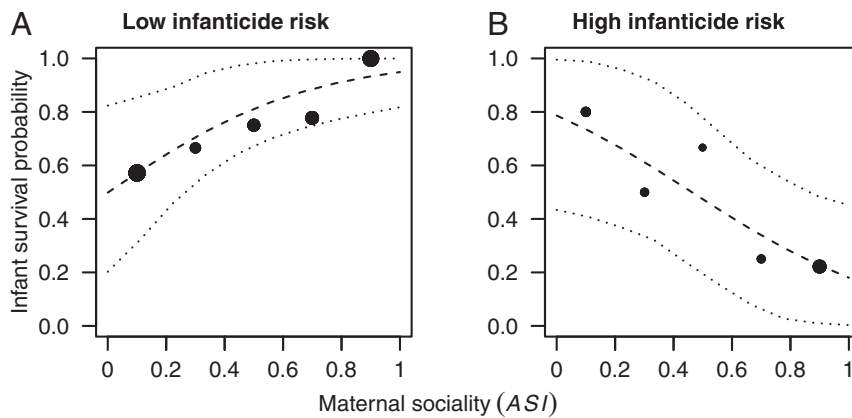 A Low infanticide risk
B High infanticide risk
Infant survival probability
1.0
0.8
0.6
0.4
0.2
0.0
0 0.2 0.4 0.6 0.8 1
1.0
0.8
0.6
0.4
0.2
0.0
0 0.2 0.4 0.6 0.8 1
Maternal sociality (ASI)